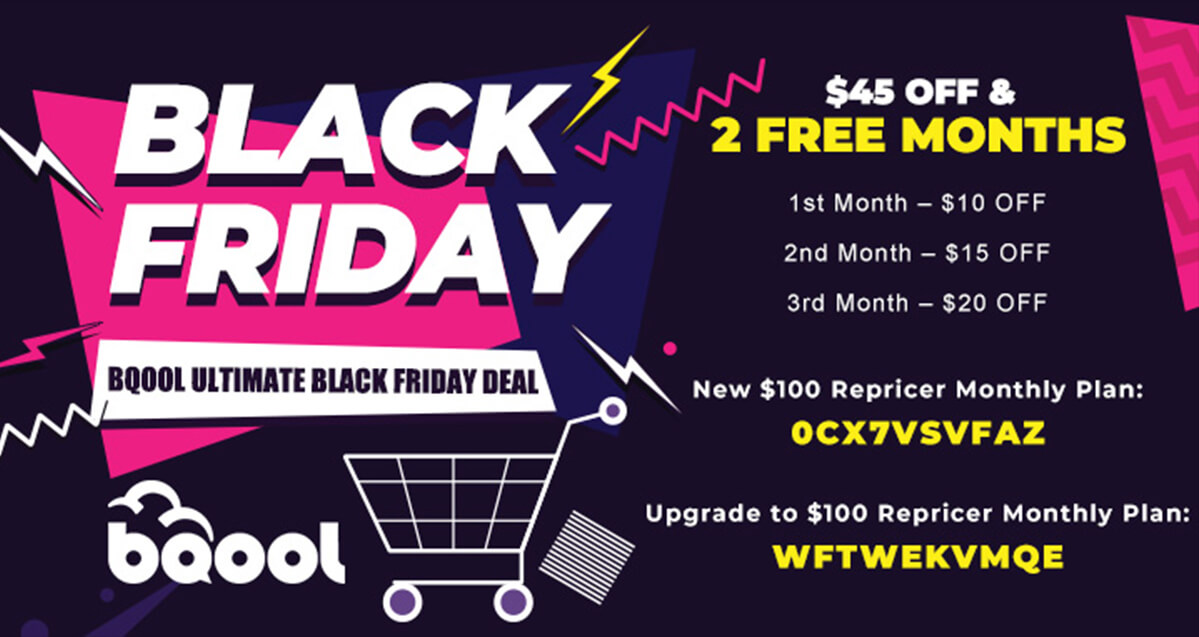 BLACK
FRIDAY
BQOOL ULTIMATE BLACK FRIDAY DEAL
bqool
$45 OFF &
2 FREE MONTHS
1st Month – $10 OFF
2nd Month – $15 OFF
3rd Month – $20 OFF
New $100 Repricer Monthly Plan:
0CX7VSVFAZ
Upgrade to $100 Repricer Monthly Plan:
WFTWEKVMQE